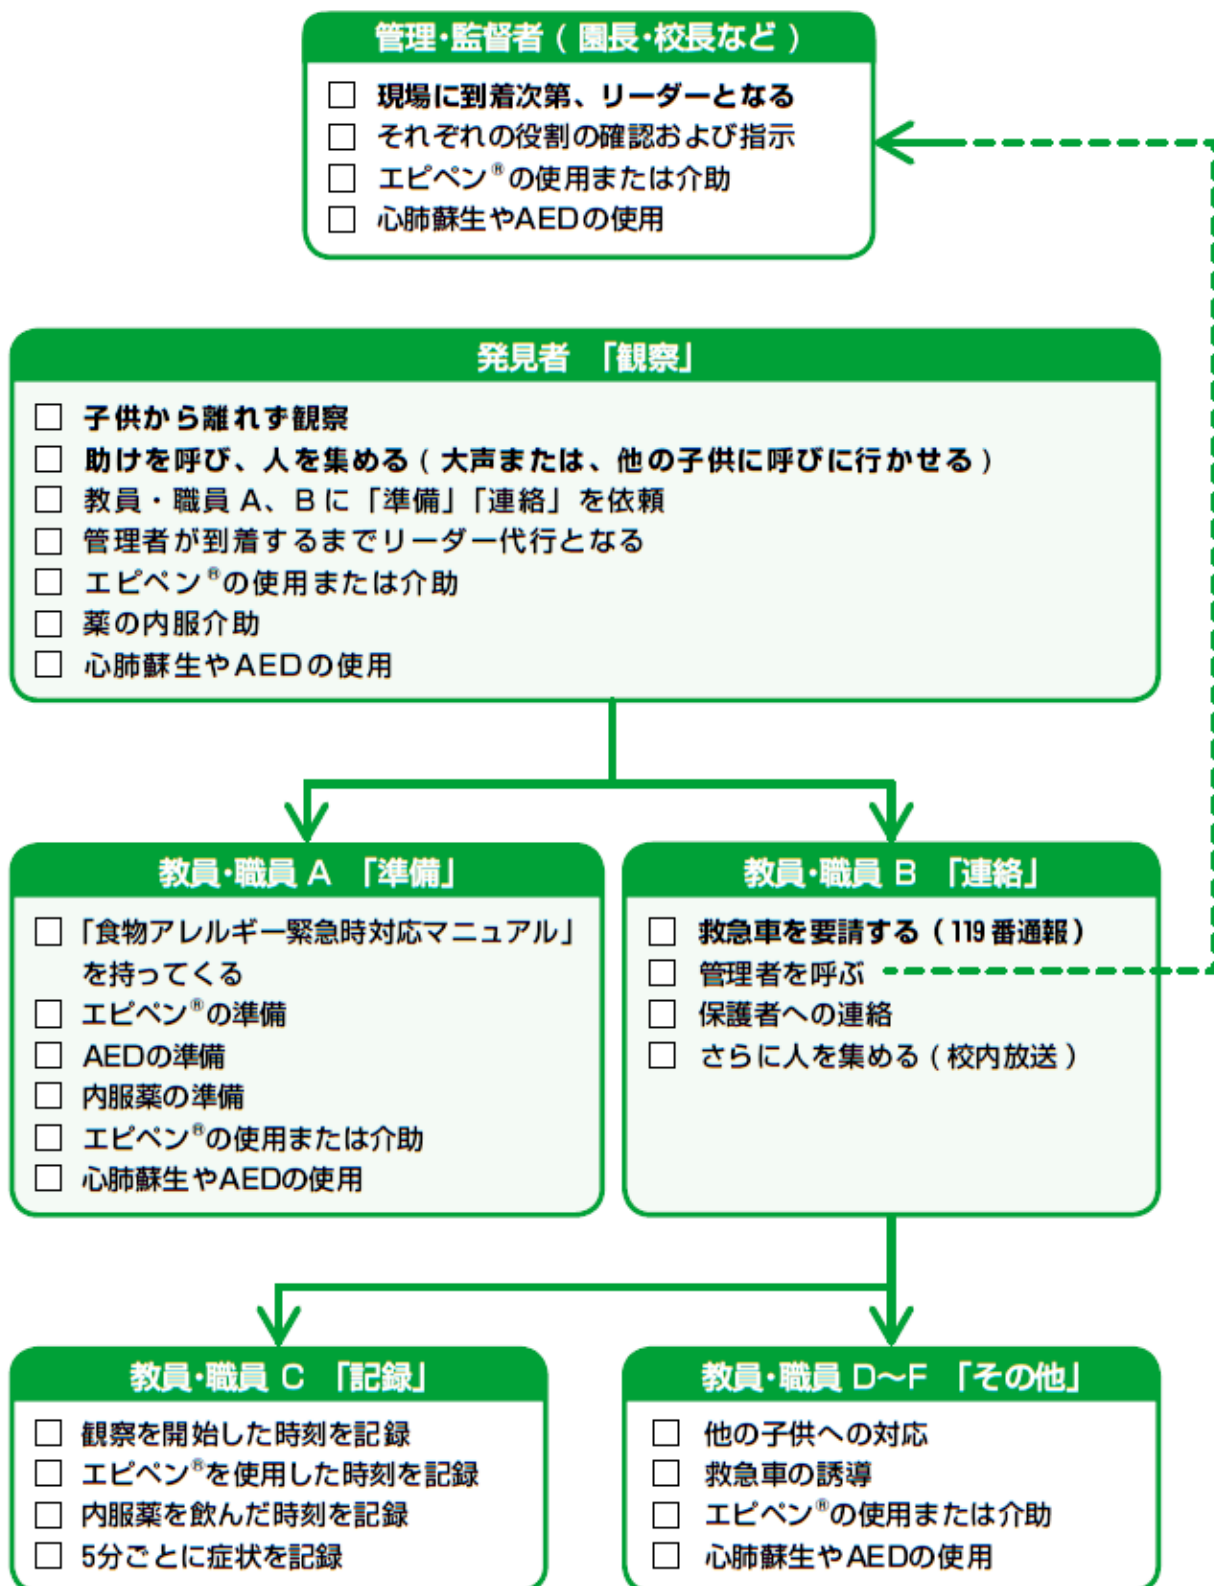 管理・監督者（園長・校長など）
□ 現場に到着次第、リーダーとなる
□ それぞれの役割の確認および指示
□ エピペン®の使用または介助
□ 心肺蘇生やAEDの使用
発見者 「観察」
□ 子供から離れず観察
□ 助けを呼び、人を集める（大声または、他の子供に呼びに行かせる）
□ 教員・職員 A、B に「準備」「連絡」を依頼
□ 管理者が到着するまでリーダー代行となる
□ エピペン®の使用または介助
□ 薬の内服介助
□ 心肺蘇生やAEDの使用
教員・職員 A 「準備」
□ 「食物アレルギー緊急時対応マニュアル」
を持ってくる
□ エピペン®の準備
□ AEDの準備
□ 内服薬の準備
□ エピペン®の使用または介助
□ 心肺蘇生やAEDの使用
教員・職員 B 「連絡」
□ 救急車を要請する（119番通報）
□ 管理者を呼ぶ
□ 保護者への連絡
□ さらに人を集める（校内放送）
教員・職員 C 「記録」
□ 観察を開始した時刻を記録
□ エピペン®を使用した時刻を記録
□ 内服薬を飲んだ時刻を記録
□ 5分ごとに症状を記録
教員・職員 D〜F 「その他」
□ 他の子供への対応
□ 救急車の誘導
□ エピペン®の使用または介助
□ 心肺蘇生やAEDの使用